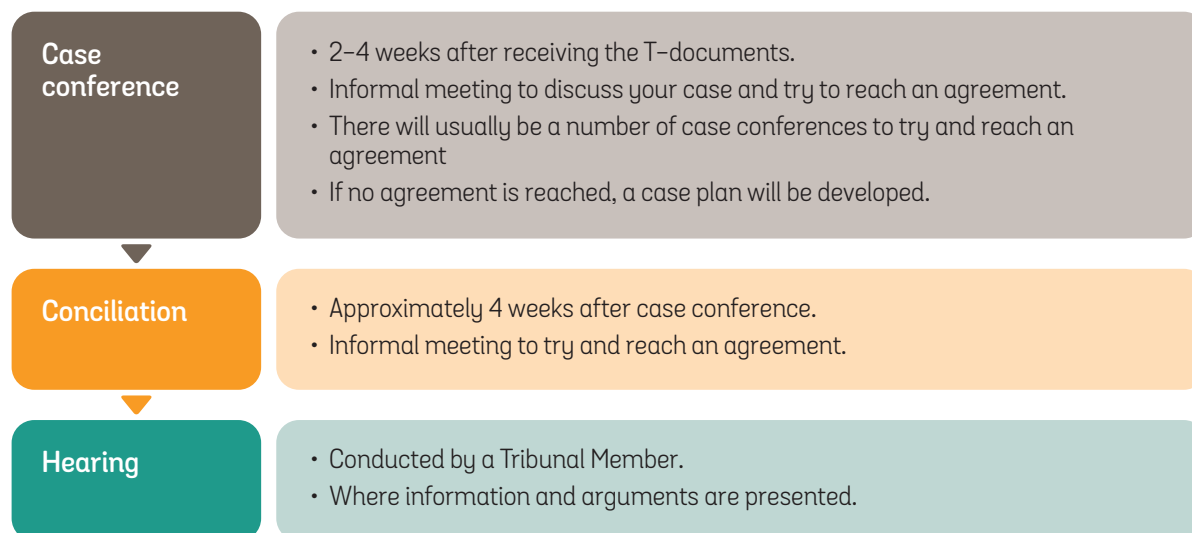 Case
conference
• 2–4 weeks after receiving the T–documents.
• Informal meeting to discuss your case and try to reach an agreement.
• There will usually be a number of case conferences to try and reach an
agreement
• If no agreement is reached, a case plan will be developed.
Conciliation
• Approximately 4 weeks after case conference.
• Informal meeting to try and reach an agreement.
Hearing
• Conducted by a Tribunal Member.
• Where information and arguments are presented.